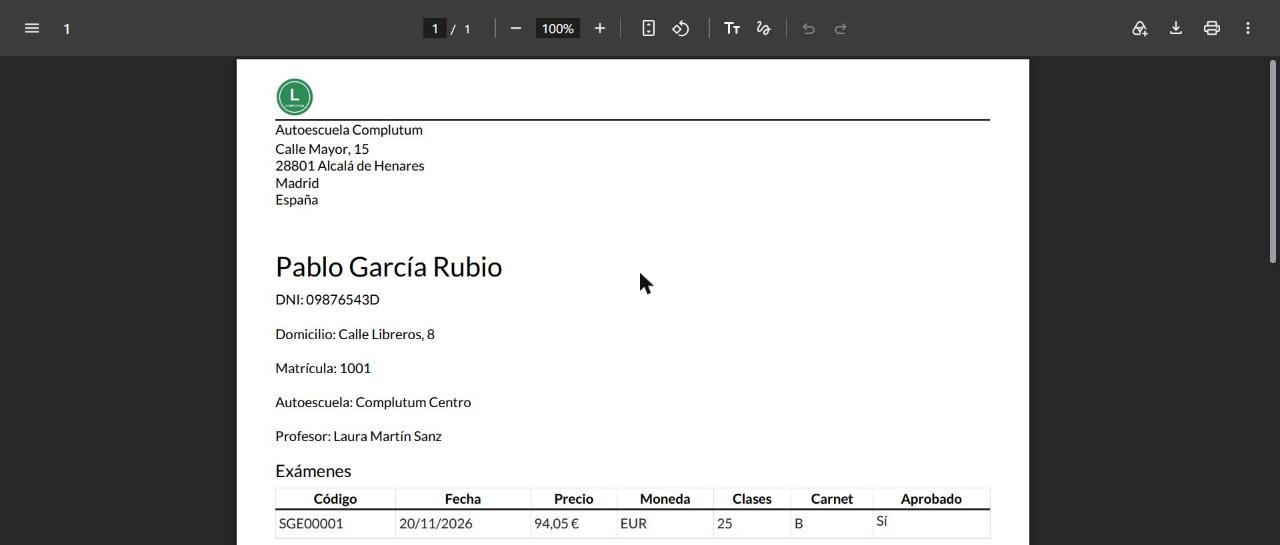 1
1 / 1
100%
L
COMPLUTUM
Autoescuela Complutum
Calle Mayor, 15
28801 Alcalá de Henares
Madrid
España
Pablo García Rubio
DNI: 09876543D
Domicilio: Calle Libreros, 8
Matrícula: 1001
Autoescuela: Complutum Centro
Profesor: Laura Martín Sanz
Exámenes
Código Fecha Precio Moneda Clases Carnet Aprobado
SGE00001 20/11/2026 94,05 € EUR 25 B Sí